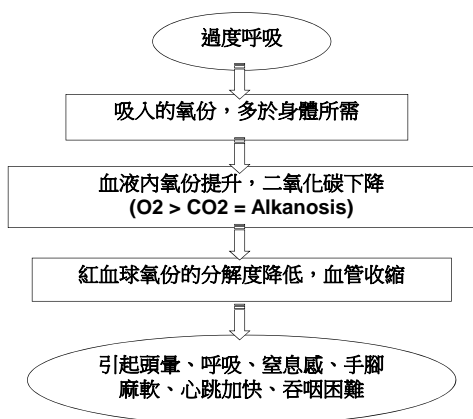 過度呼吸
吸入的氧份，多於身體所需
血液內氧份提升，二氧化碳下降
(O2 > CO2 = Alkanosis)
紅血球氧份的分解度降低，血管收縮
引起頭暈、呼吸、窒息感、手腳
麻軟、心跳加快、吞咽困難